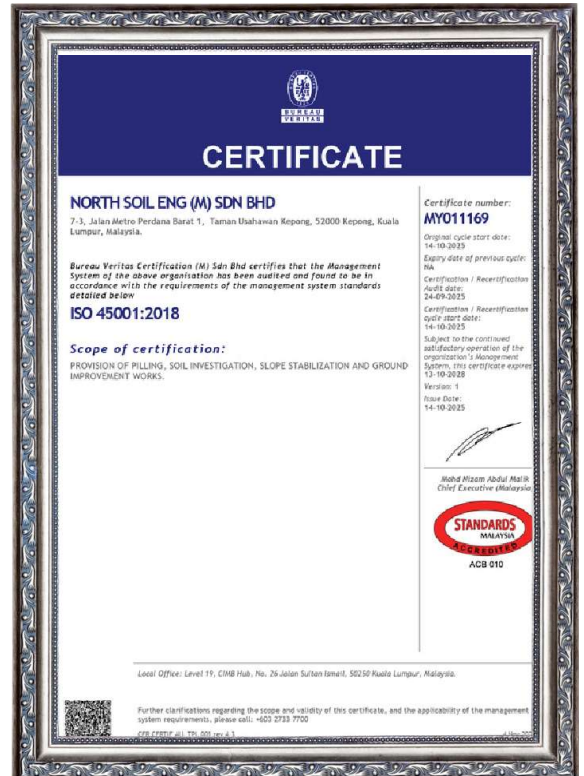 BUREAU
VERITAS
CERTIFICATE
NORTH SOIL ENG (M) SDN BHD
7-3, Jalan Metro Perdana Barat 1, Taman Usahawan Kepong, 52000 Kepong, Kuala
Lumpur, Malaysia.
Bureau Veritas Certification (M) Sdn Bhd certifies that the Management
System of the above organisation has been audited and found to be in
accordance with the requirements of the management system standards
detailed below
ISO 45001:2018
Scope of certification:
PROVISION OF PILLING, SOIL INVESTIGATION, SLOPE STABILIZATION AND GROUND
IMPROVEMENT WORKS.
Certificate number:
MY011169
Original cycle start date:
14-10-2025
Expiry date of previous cycle:
NA
Certification / Recertification
Audit date:
24-09-2025
Certification / Recertification
cycle start date:
14-10-2025
Subject to the continued
satisfactory operation of the
organization's Management
System, this certificate expires
13-10-2028
Version: 1
Issue Date:
14-10-2025
Mohd Nizam Abdul Malik
Chief Executive (Malaysia
STANDARDS
MALAYSIA
ACCREDITED
ACB 010
Local Office: Level 19, CIMB Hub, No. 26 Jalan Sultan Ismail, 50250 Kuala Lumpur, Malaysia.
Further clarifications regarding the scope and validity of this certificate, and the applicability of the management
system requirements, please call: +603 2733 7700
CER CERTIF ALL TPL 001 rev 4.3